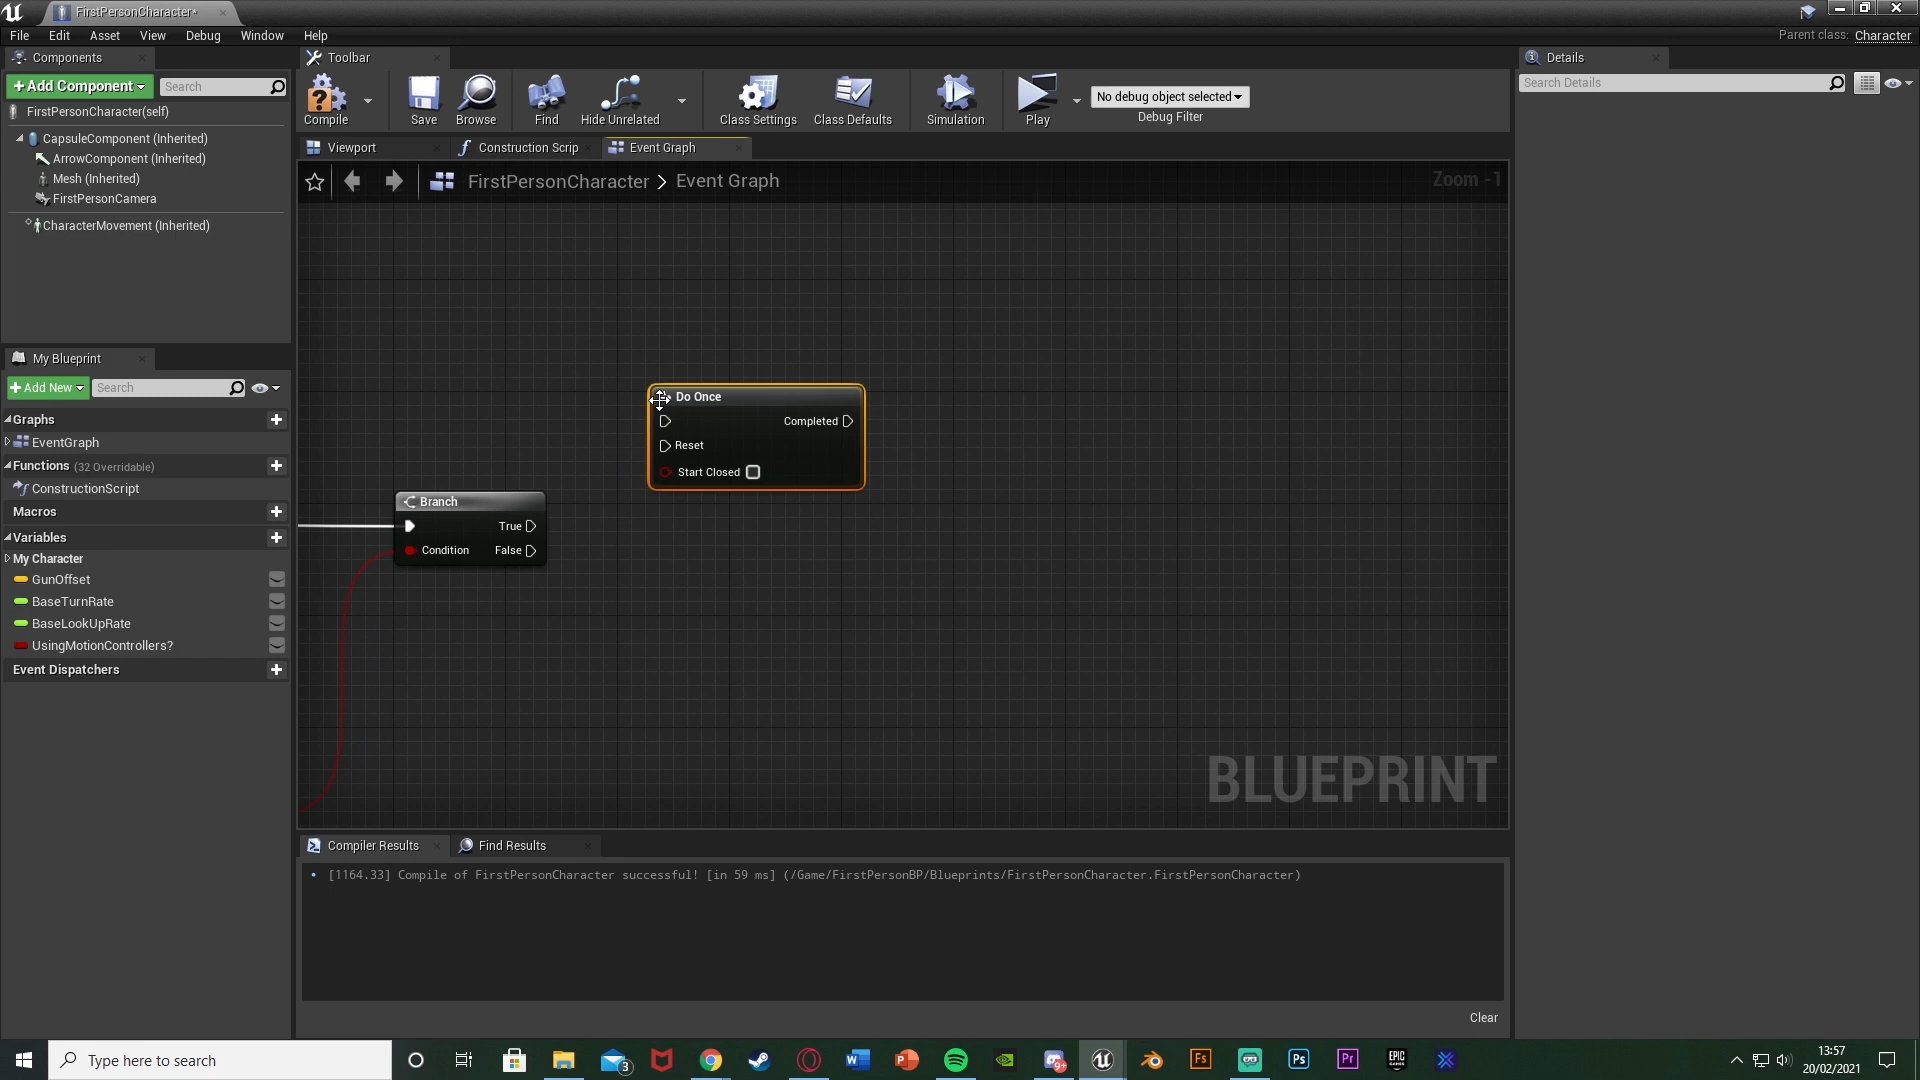 FirstPersonCharacter*
File Edit Asset View Debug Window Help
Parent class: Character
Components
Toolbar
Details
+ Add Component
Search
Search Details
FirstPersonCharacter(self)
CapsuleComponent (Inherited)
ArrowComponent (Inherited)
Mesh (Inherited)
FirstPersonCamera
CharacterMovement (Inherited)
Compile
Save
Browse
Find
Hide Unrelated
Class Settings
Class Defaults
Simulation
Play
No debug object selected
Debug Filter
Viewport
Construction Scrip
Event Graph
FirstPersonCharacter > Event Graph
Zoom -1
Do Once
Completed
Reset
Start Closed
Branch
True
Condition
False
BLUEPRINT
My Blueprint
+ Add New
Search
Graphs
EventGraph
Functions (32 Overridable)
ConstructionScript
Macros
Variables
My Character
GunOffset
BaseTurnRate
BaseLookUpRate
UsingMotionControllers?
Event Dispatchers
Compiler Results
Find Results
• [1164.33] Compile of FirstPersonCharacter successful! [in 59 ms] (/Game/FirstPersonBP/Blueprints/FirstPersonCharacter.FirstPersonCharacter)
Clear
Type here to search
3
W
P
9+
Fs
Ps
Pr
EPIC
13:57
20/02/2021